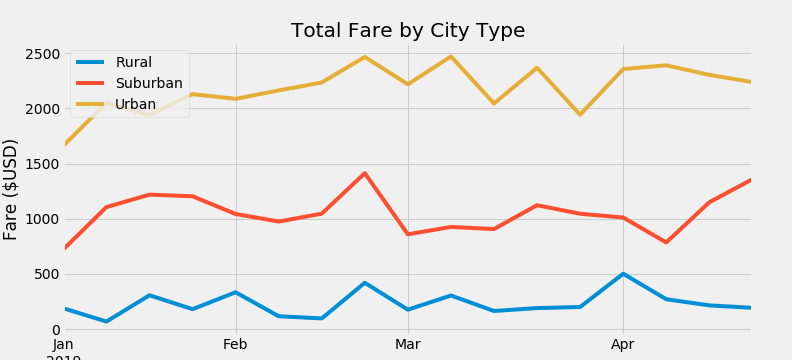 Total Fare by City Type
Rural
Suburban
Urban
Fare ($USD)
2500
2000
1500
1000
500
0
Jan
Feb
Mar
Apr
2019